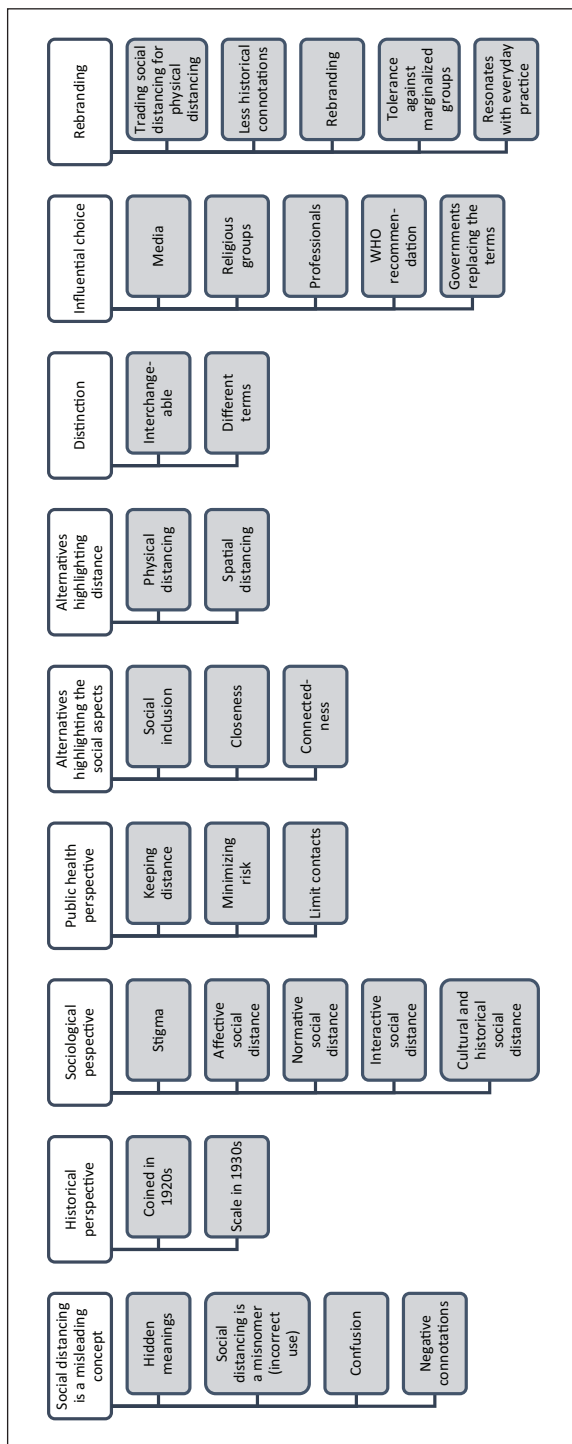 Social distancing
is a misleading
concept
Hidden
meanings
Social
distancing is
a misnomer
(incorrect
use)
Confusion
Negative
connotations
Historical
perspective
Coined in
1920s
Scale in 1930s
Sociological
pespective
Stigma
Affective
social
distance
Normative
social
distance
Interactive
social
distance
Cultural and
historical
social
distance
Public health
perspective
Keeping
distance
Minimizing
risk
Limit contacts
Alternatives
highlighting the
social aspects
Social
inclusion
Closeness
Connected-
ness
Alternatives
highlighting
distance
Physical
distancing
Spatial
distancing
Distinction
Interchange-
able
Different
terms
Influential choice
Media
Religious
groups
Professionals
WHO
recommen-
dation
Governments
replacing the
terms
Rebranding
Trading social
distancing for
physical
distancing
Less historical
connotations
Rebranding
Tolerance
against
marginalized
groups
Resonates
with everyday
practice